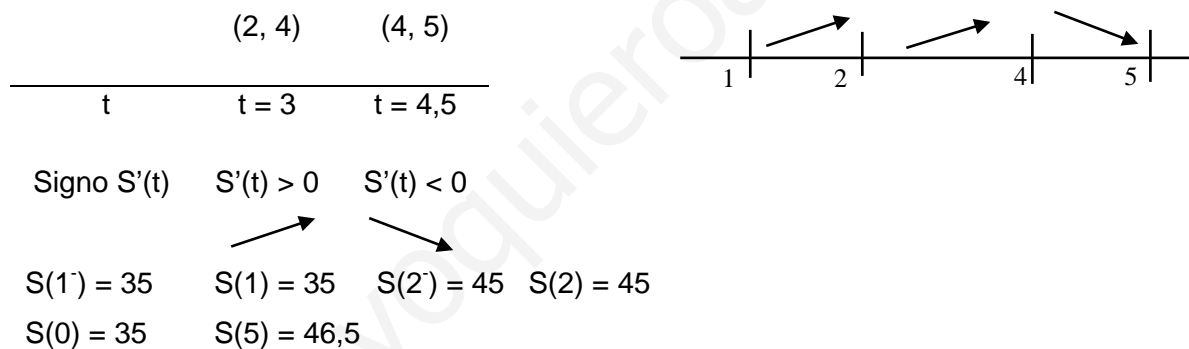 (2, 4) (4, 5)
1 2 4 5
t t = 3 t = 4,5
Signo S’(t) S’(t) > 0 S’(t) < 0
S(1⁻) = 35 S(1) = 35 S(2⁻) = 45 S(2) = 45
S(0) = 35 S(5) = 46,5